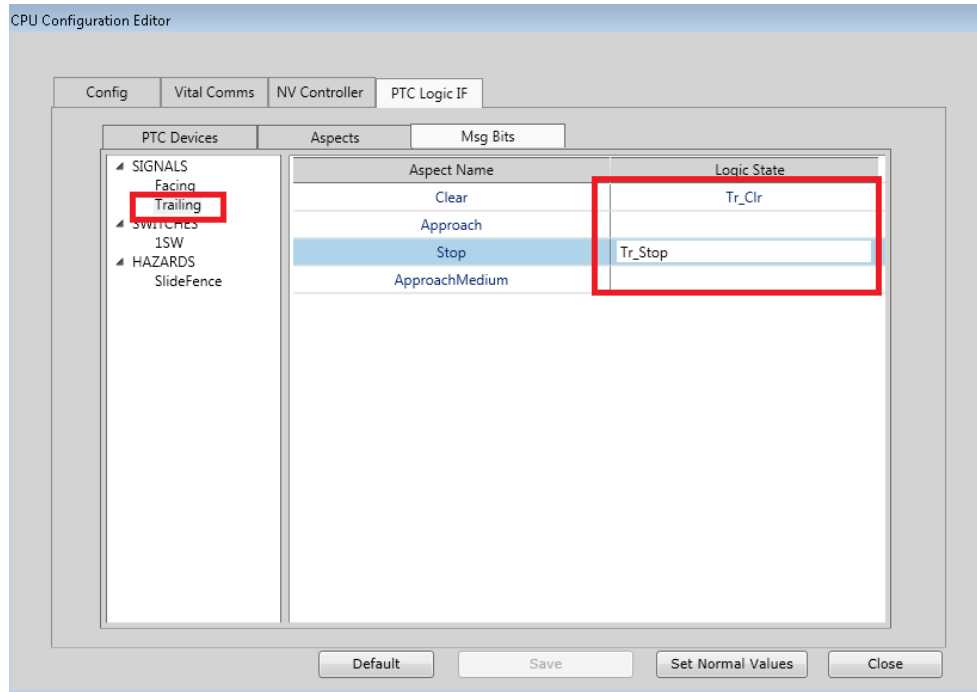 CPU Configuration Editor
Config Vital Comms NV Controller PTC Logic IF
PTC Devices Aspects Msg Bits
SIGNALS
Facing
Trailing
SWITCHES
1SW
HAZARDS
SlideFence
Aspect Name Logic State
Clear Tr_Clr
Approach
Stop Tr_Stop
ApproachMedium
Default Save Set Normal Values Close